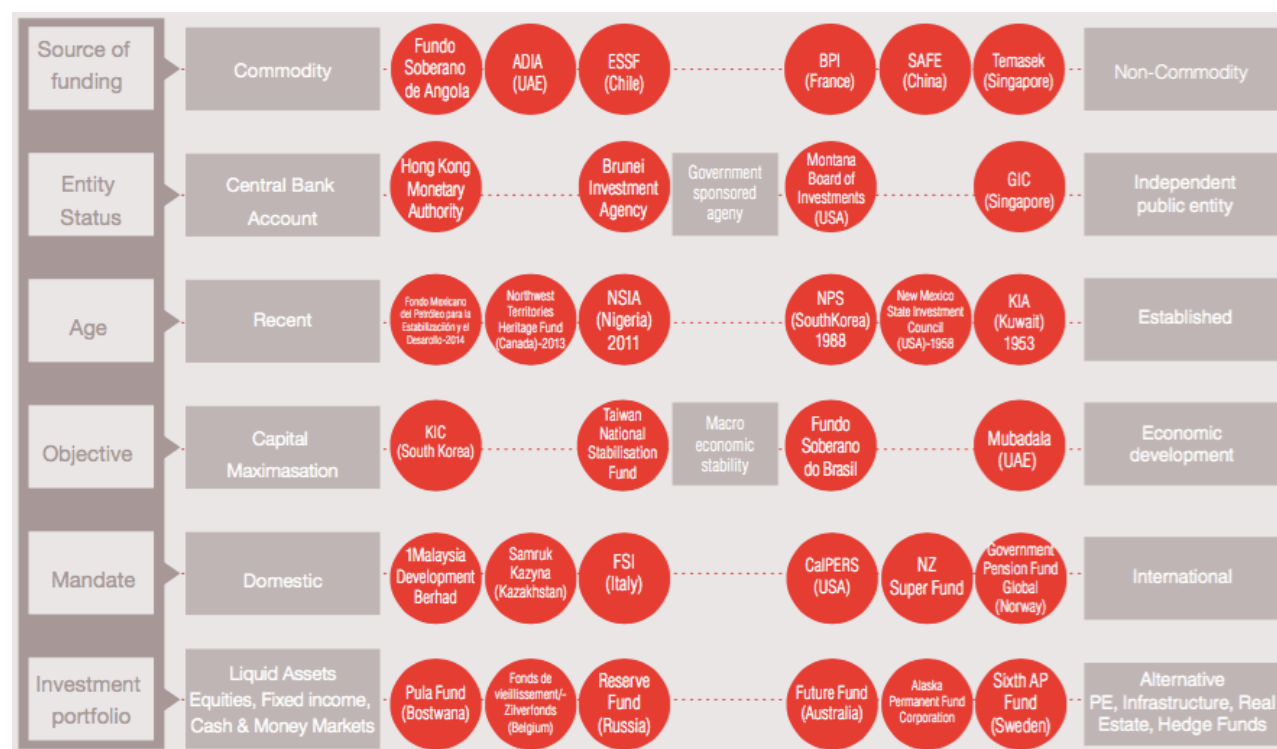 Source of
funding
Commodity
Fundo
Soberano
de Angola
ADIA
(UAE)
ESSF
(Chile)
BPI
(France)
SAFE
(China)
Temasek
(Singapore)
Non-Commodity
Entity
Status
Central Bank
Account
Hong Kong
Monetary
Authority
Brunei
Investment
Agency
Government
sponsored
ageny
Montana
Board of
Investments
(USA)
GIC
(Singapore)
Independent
public entity
Age
Recent
Fondo Mexicano
del Petróleo para la
Estabilizaciión y el
Desarollo-2014
Northwest
Territories
Heritage Fund
(Canada)-2013
NSIA
(Nigeria)
2011
NPS
(SouthKorea)
1988
New Mexico
State Investment
Council
(USA)-1958
KIA
(Kuwait)
1953
Established
Objective
Capital
Maximasation
KIC
(South Korea)
Taiwan
National
Stabilisation
Fund
Macro
economic
stability
Fundo
Soberano
do Brasil
Mubadala
(UAE)
Economic
development
Mandate
Domestic
1Malaysia
Development
Berhad
Samruk
Kazyna
(Kazakhstan)
FSI
(Italy)
CalPERS
(USA)
NZ
Super Fund
Government
Pension Fund
Global
(Norway)
International
Investment
portfolio
Liquid Assets
Equities, Fixed income,
Cash & Money Markets
Pula Fund
(Bostwana)
Fonds de
vieillissement/-
Zilverfonds
(Belgium)
Reserve
Fund
(Russia)
Future Fund
(Australia)
Alaska
Permanent Fund
Corporation
Sixth AP
Fund
(Sweden)
Alternative
PE, Infrastructure, Real
Estate, Hedge Funds